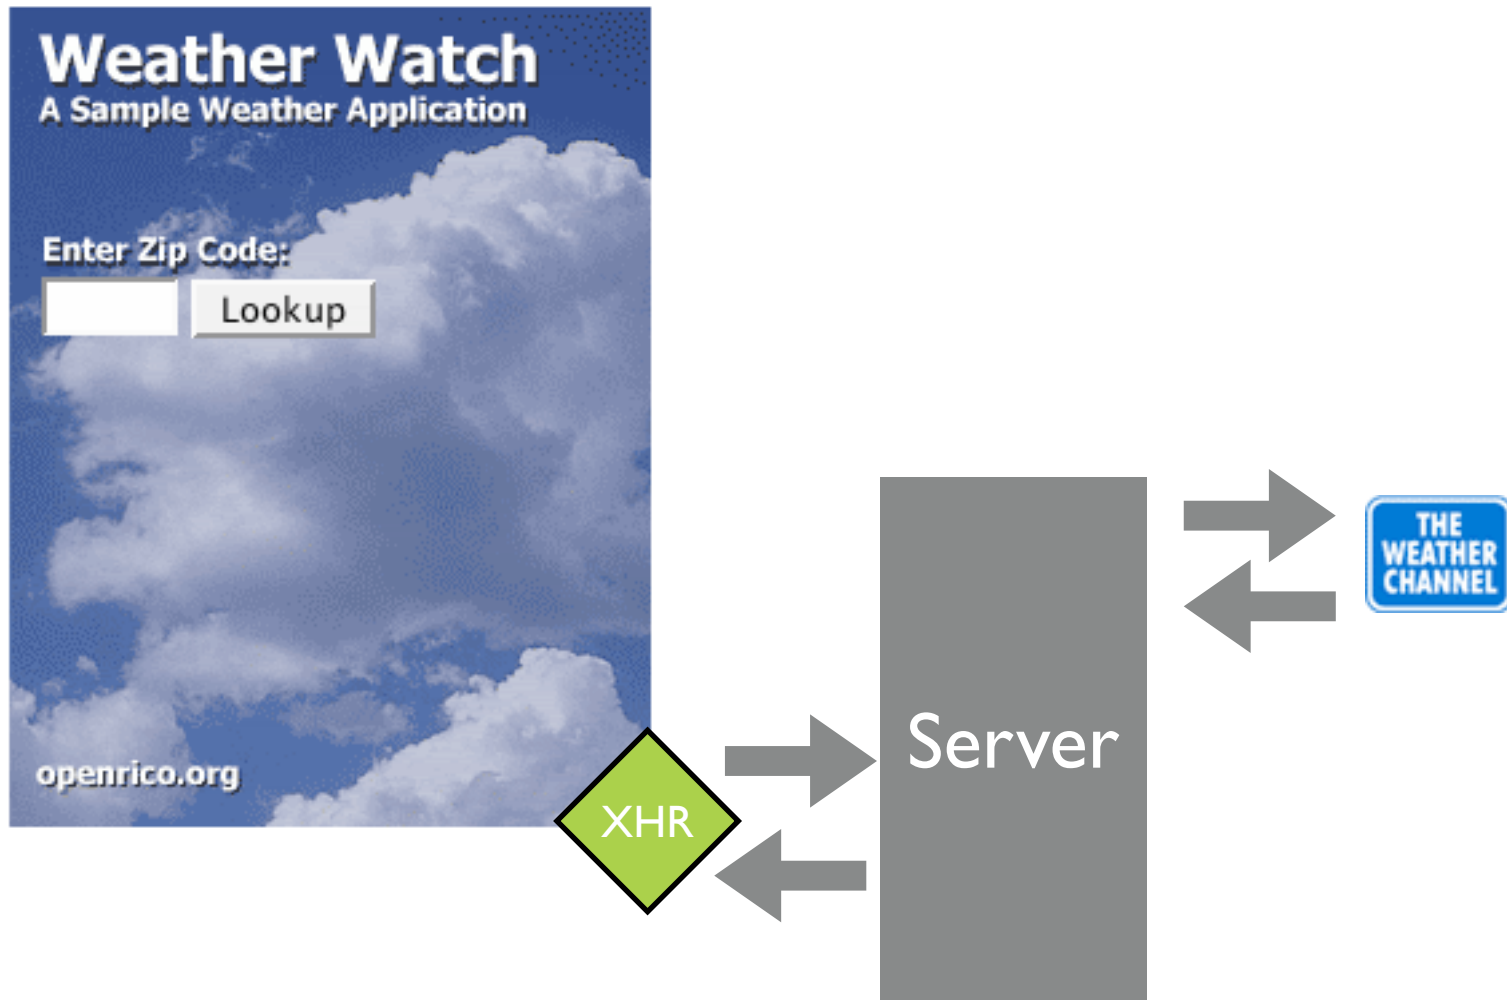 Weather Watch
A Sample Weather Application
Enter Zip Code:
Lookup
openrico.org
XHR
Server
THE
WEATHER
CHANNEL